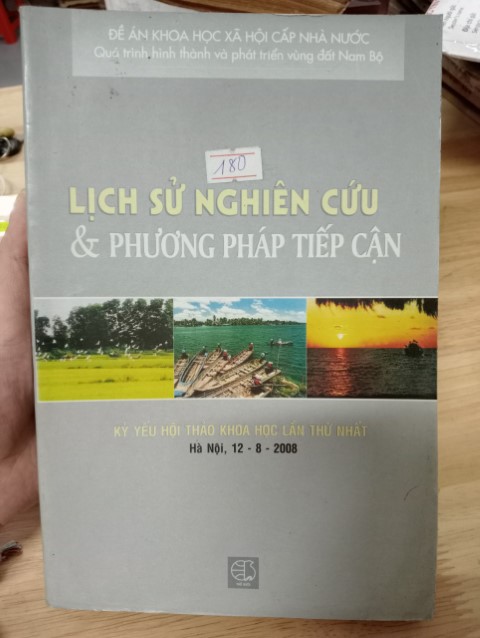 ĐỀ ÁN KHOA HỌC XÃ HỘI CẤP NHÀ NƯỚC
Quá trình hình thành và phát triển vùng đất Nam Bộ
180
LỊCH SỬ NGHIÊN CỨU
& PHƯƠNG PHÁP TIẾP CẬN
KỶ YẾU HỘI THẢO KHOA HỌC LẦN THỨ NHẤT
Hà Nội, 12 - 8 - 2008